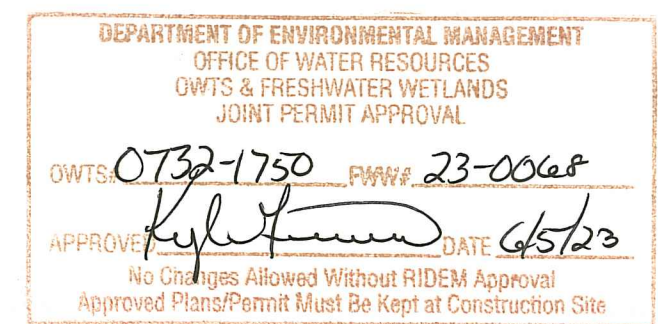 DEPARTMENT OF ENVIRONMENTAL MANAGEMENT
OFFICE OF WATER RESOURCES
OWTS & FRESHWATER WETLANDS
JOINT PERMIT APPROVAL
OWTS# 0732-1750 FWW# 23-0068
APPROVED Kyle DATE 6/5/23
No Changes Allowed Without RIDEM Approval
Approved Plans/Permit Must Be Kept at Construction Site